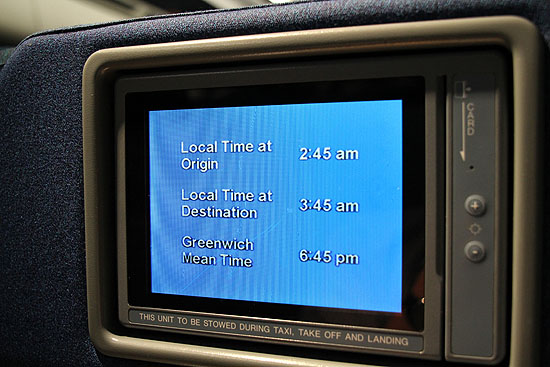 Local Time at
Origin 2:45 am
Local Time at
Destination 3:45 am
Greenwich
Mean Time 6:45 pm
CARD
THIS UNIT TO BE STOWED DURING TAXI, TAKE OFF AND LANDING